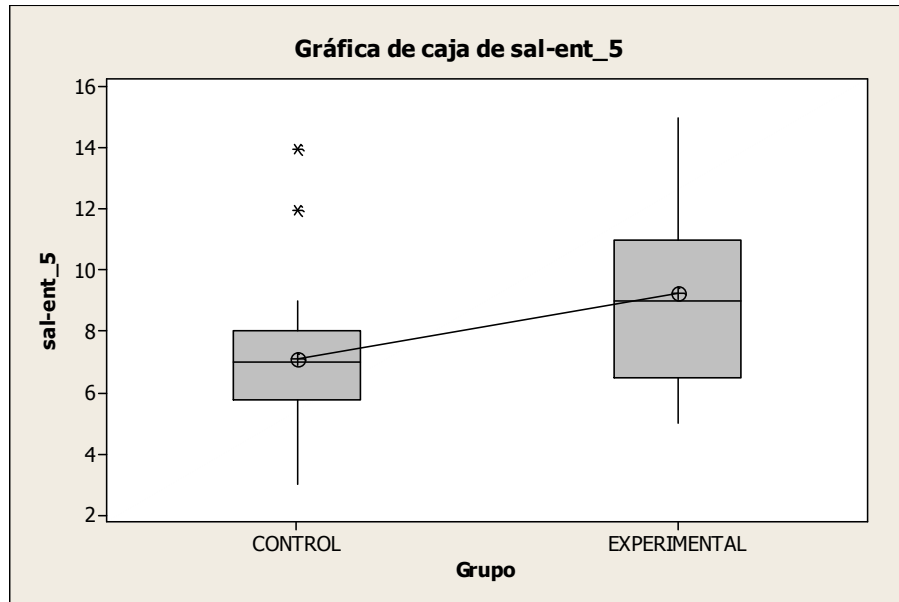 Gráfica de caja de sal-ent_5
16
14
12
10
8
6
4
2
sal-ent_5
CONTROL
EXPERIMENTAL
Grupo